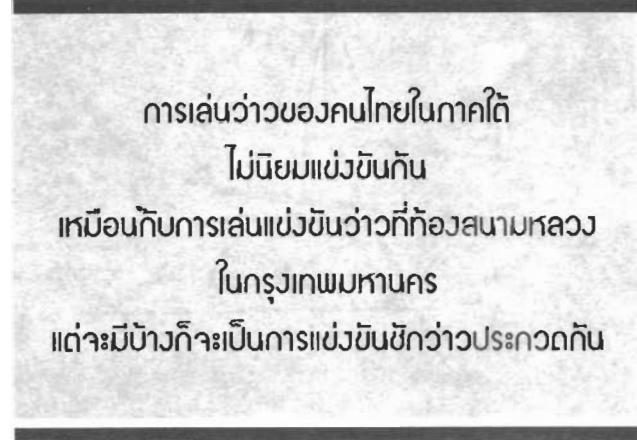 การเล่นว่าวของคนไทยในภาคใต้
ไม่นิยมแข่งขันกัน
เหมือนกับการเล่นแข่งขันว่าวที่ท้องสนามหลวง
ในกรุงเทพมหานคร
แต่จะมีบ้างก็จะเป็นการแข่งขันชักว่าวประกวดกัน